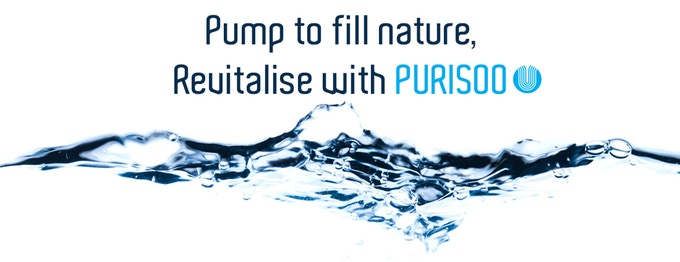 Pump to fill nature,
Revitalise with PURISOO